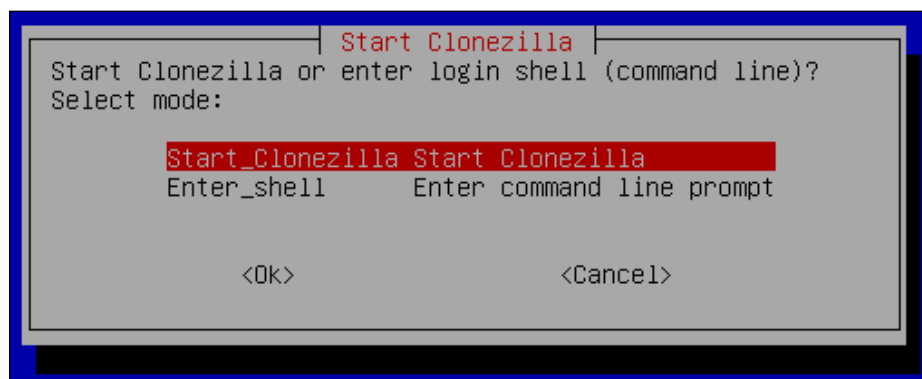 Start Clonezilla
Start Clonezilla or enter login shell (command line)?
Select mode:
Start_Clonezilla Start Clonezilla
Enter_shell Enter command line prompt
<Ok> <Cancel>